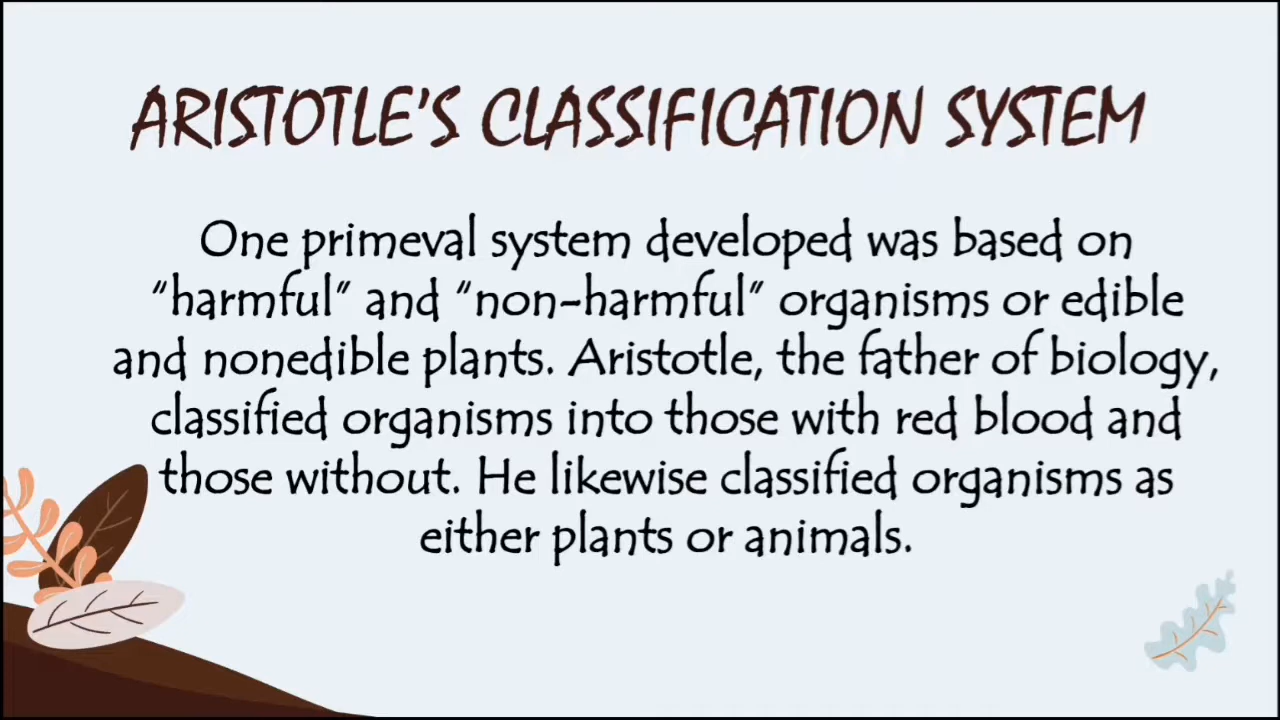 ARISTOTLE'S CLASSIFICATION SYSTEM
One primeval system developed was based on
“harmful” and “non-harmful” organisms or edible
and nonedible plants. Aristotle, the father of biology,
classified organisms into those with red blood and
those without. He likewise classified organisms as
either plants or animals.